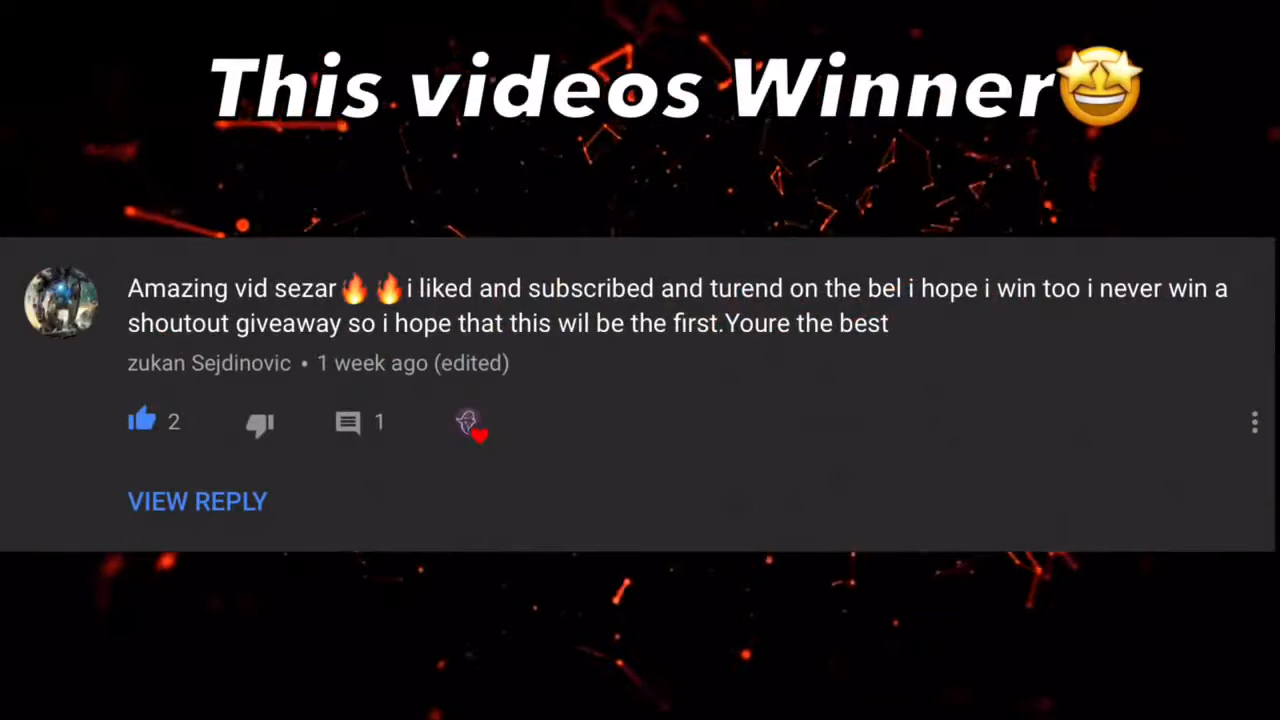 This videos Winner🤩
Amazing vid sezar🔥🔥i liked and subscribed and turend on the bel i hope i win too i never win a
shoutout giveaway so i hope that this wil be the first.Youre the best
zukan Sejdinovic • 1 week ago (edited)
2 1
VIEW REPLY